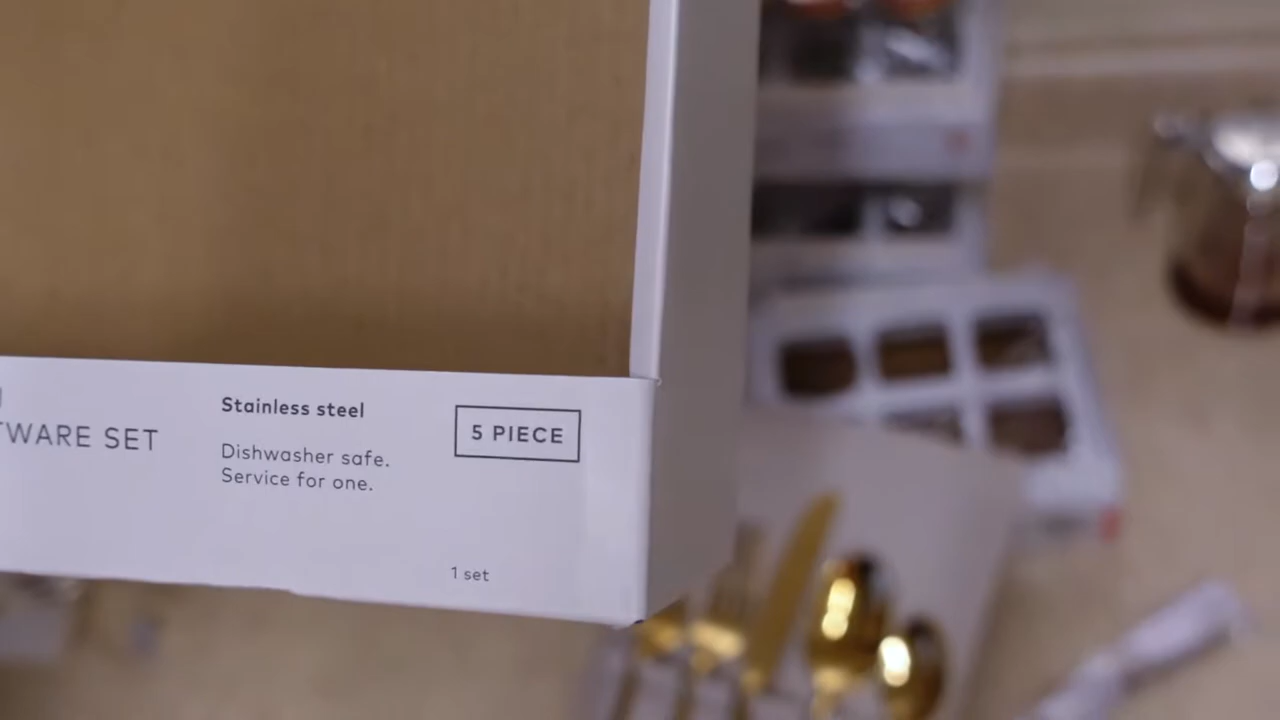 TWARE SET
Stainless steel
Dishwasher safe.
Service for one.
5 PIECE
1 set